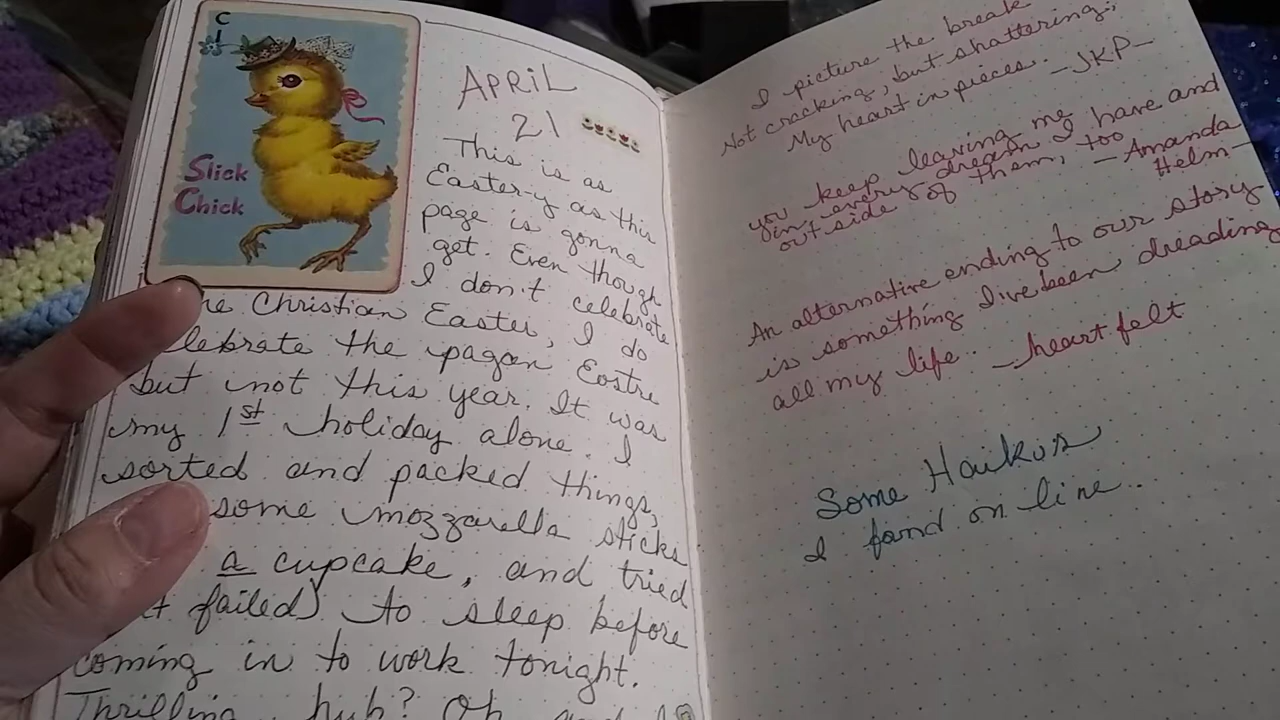 C
Slick
Chick
APRIL
21
This is as
Easter-y as this
page is gonna
get. Even though
I don't celebrate
Christian Easter, I do
the pagan Eostre
but not this year. It was
my 1st holiday alone. I
sorted and packed things,
some mozzarella sticks
a cupcake, and tried
failed) to sleep before
coming in to work tonight.
Thrilling, huh? Oh
I picture the break
Not cracking, but shattering,
My heart in pieces. -JKP-
you keep leaving me
in every dream I have and
outside of them, too
-Amanda
Helm-
An alternative ending to our story
is something I've been dreading
all my life. -heartfelt
Some Haikus
I fond on line..